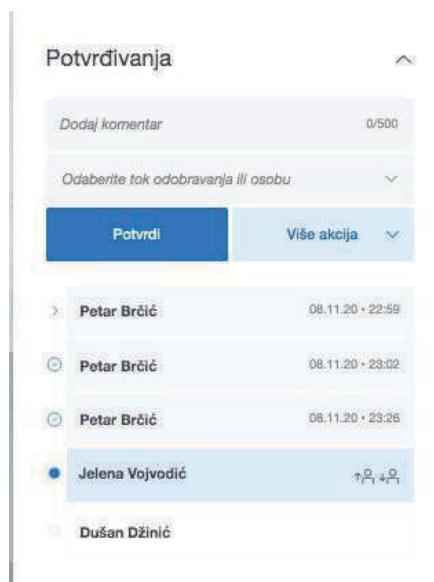 Potvrđivanja
Dodaj komentar 0/500
Odaberite tok odobravanja ili osobu
Potvrdi Više akcija
Petar Brčić 08.11.20 • 22:59
Petar Brčić 08.11.20 • 23:02
Petar Brčić 08.11.20 • 23:26
Jelena Vojvodić
Dušan Džinić